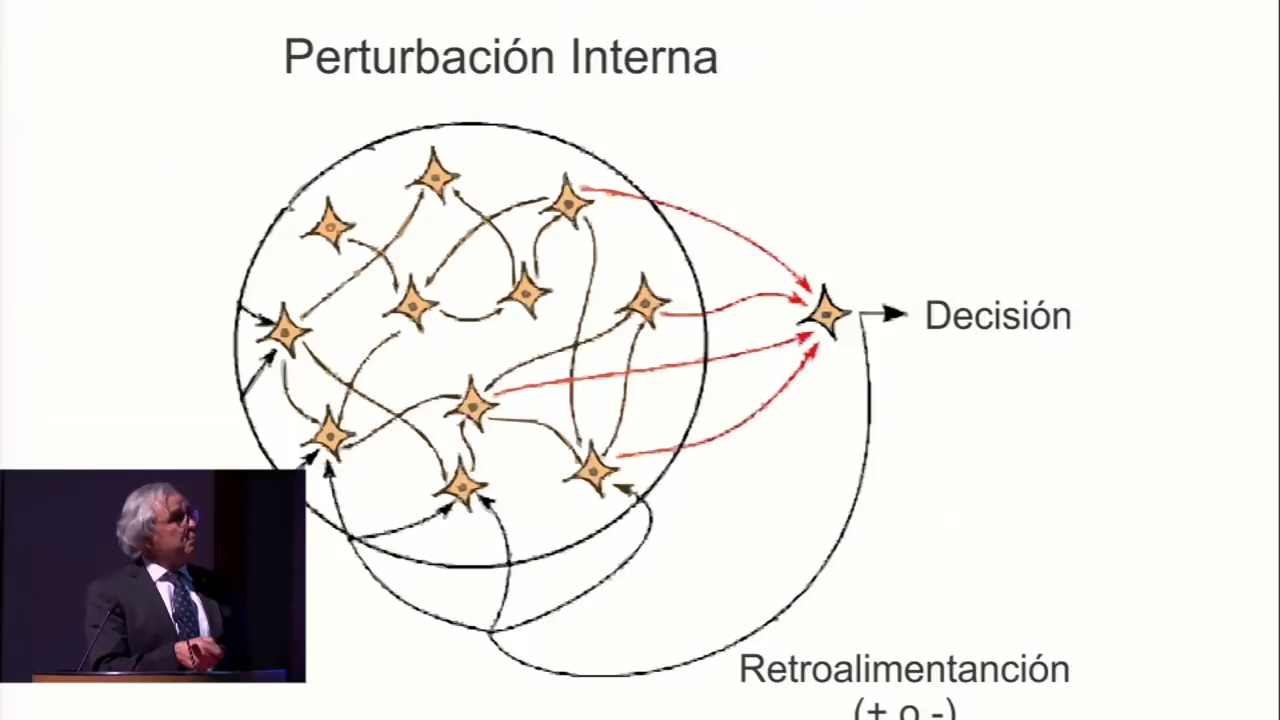 Perturbación Interna
Decisión
Retroalimentanción
(+ o -)